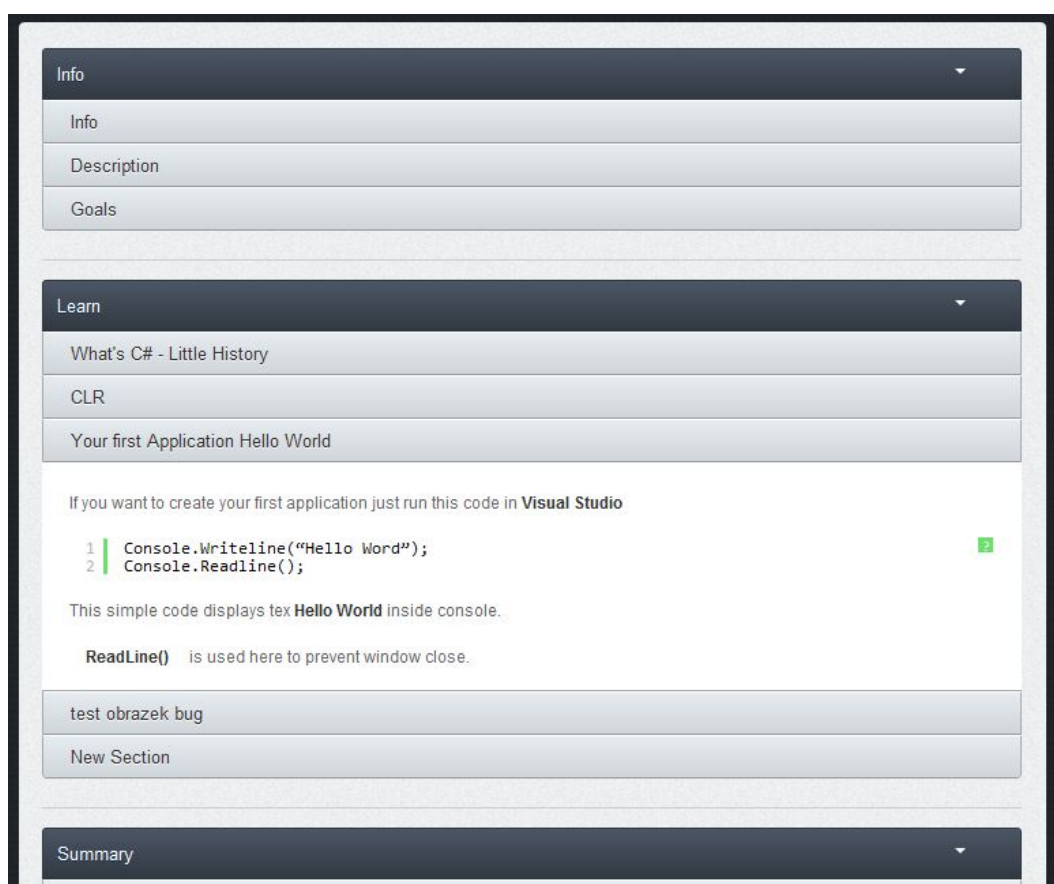 Info
Info
Description
Goals
Learn
What's C# - Little History
CLR
Your first Application Hello World
If you want to create your first application just run this code in Visual Studio
1 Console.Writeline(“Hello Word”);
?
2 Console.Readline();
This simple code displays tex Hello World inside console.
ReadLine() is used here to prevent window close.
test obrazek bug
New Section
Summary